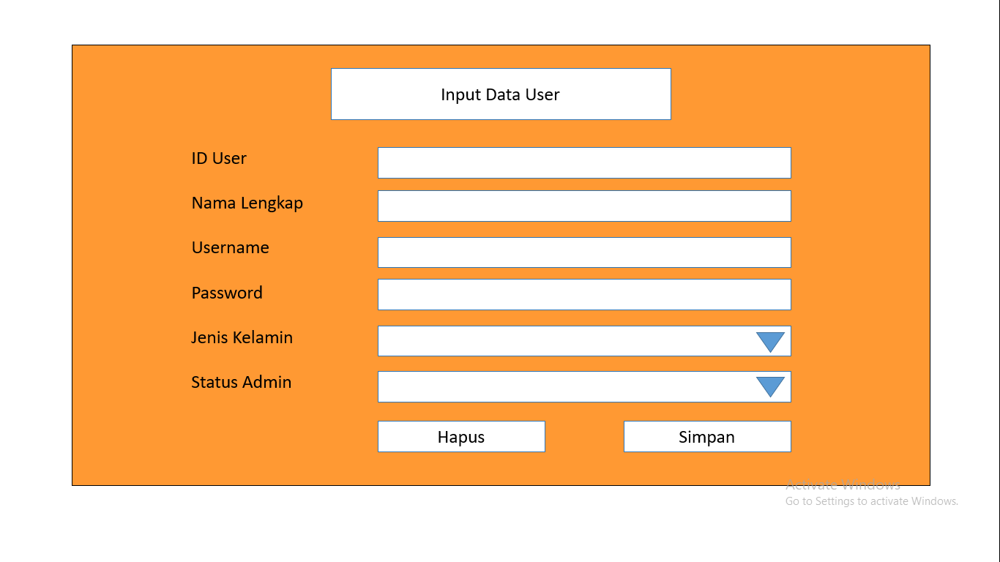 Input Data User
ID User
Nama Lengkap
Username
Password
Jenis Kelamin
Status Admin
Hapus
Simpan
Activate Windows
Go to Settings to activate Windows.